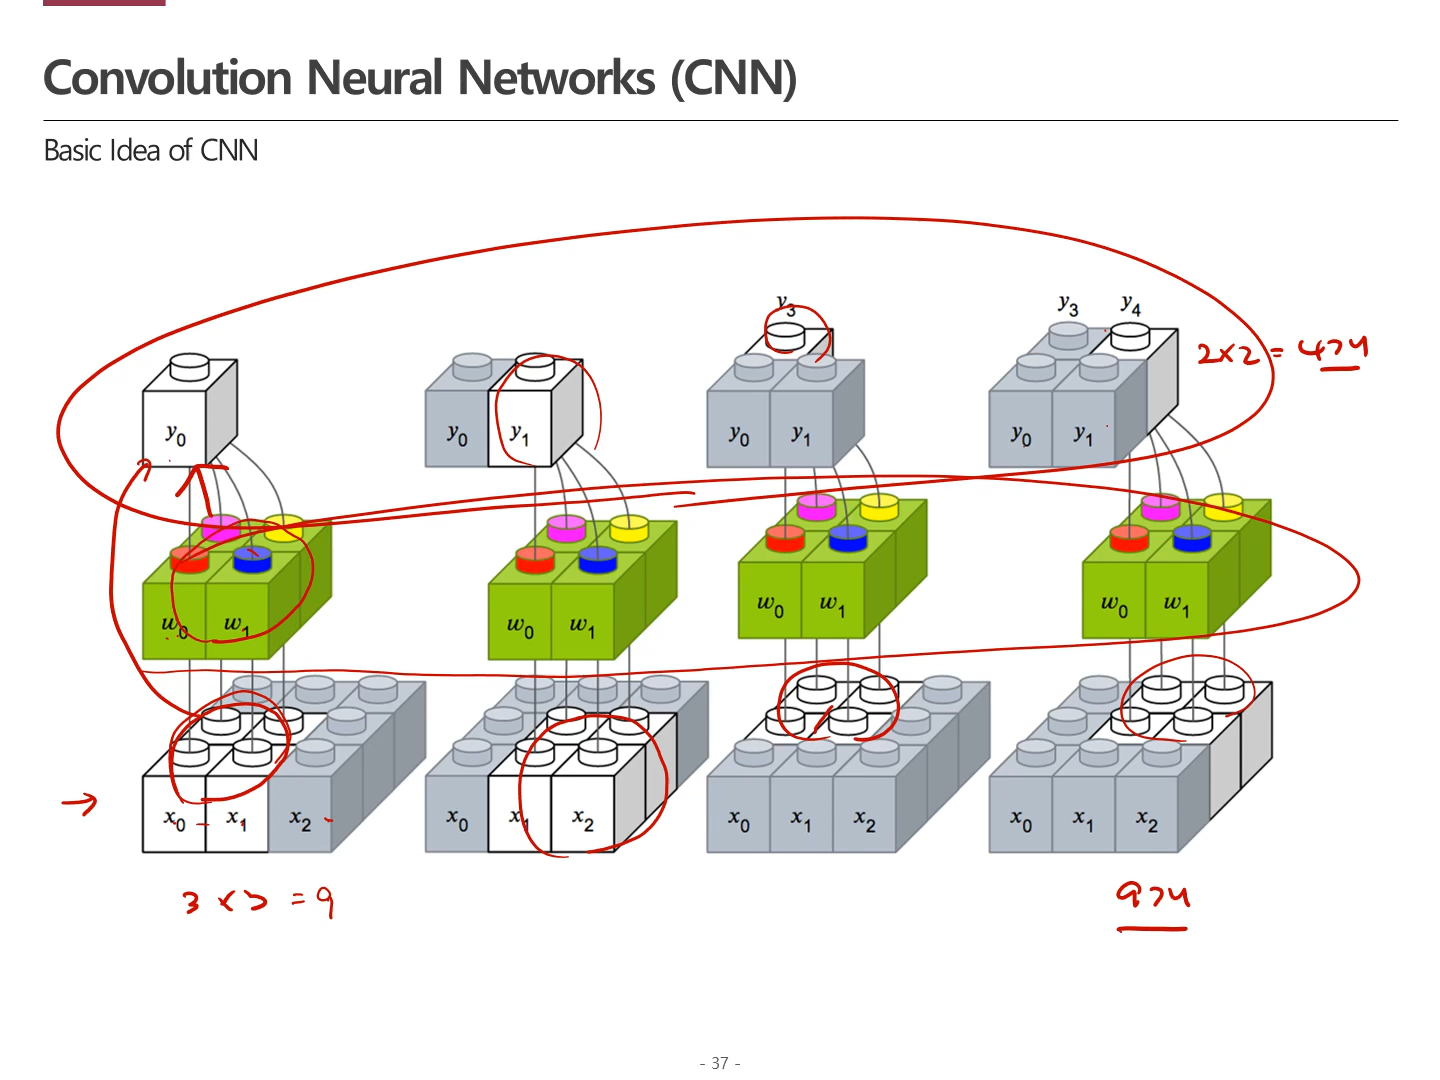 Convolution Neural Networks (CNN)
Basic Idea of CNN
y3 y3 y4
2x2 = 4개
y0 y0 y1 y0 y1 y0 y1
w0 w1 w0 w1 w0 w1 w0 w1
x0 x1 x2 x0 x1 x2 x0 x1 x2 x0 x1 x2
3 x 3 = 9
9개
- 37 -